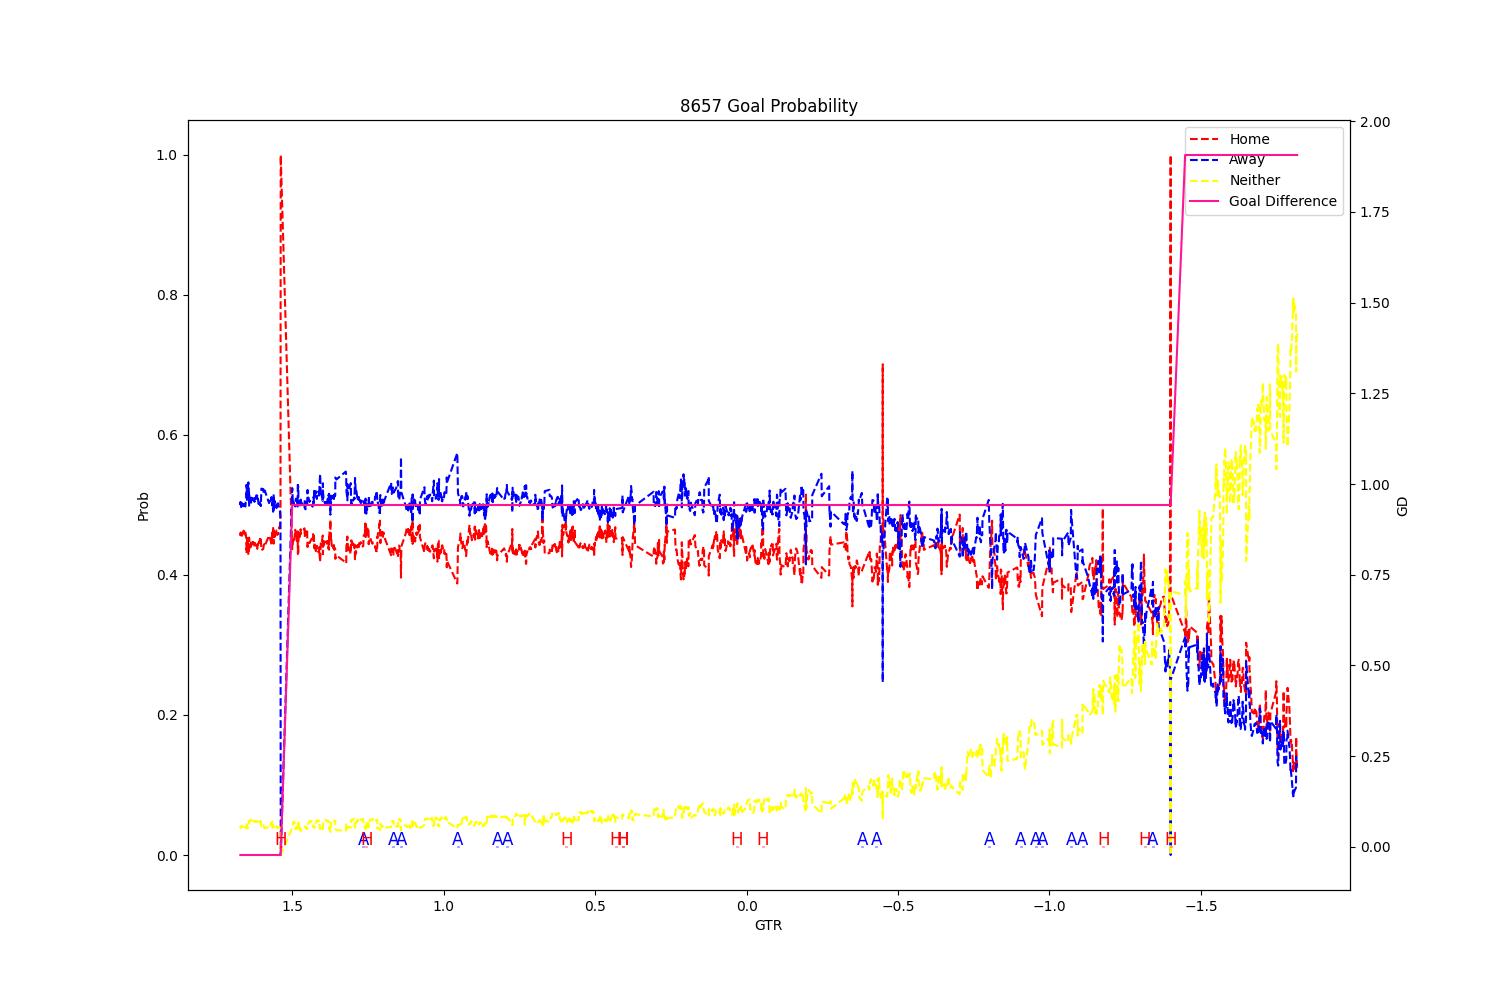 8657 Goal Probability
Home
Away
Neither
Goal Difference
1.0
0.8
0.6
0.4
0.2
0.0
Prob
2.00
1.75
1.50
1.25
1.00
0.75
0.50
0.25
0.00
GD
H A H A A A A A H H H H H A A A A A A A A H H A H
1.5 1.0 0.5 0.0 −0.5 −1.0 −1.5
GTR